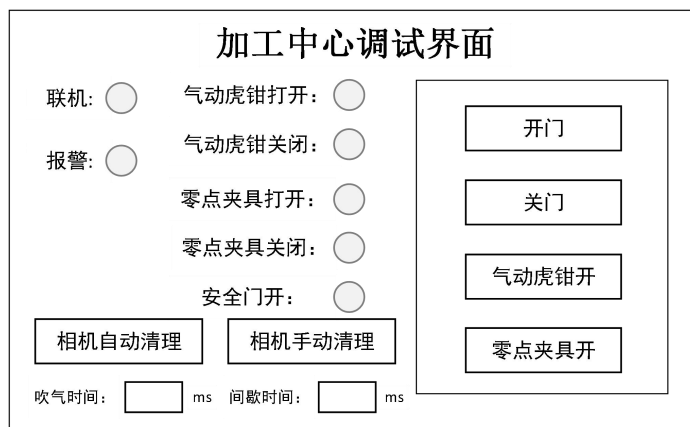 加工中心调试界面
联机:
报警:
气动虎钳打开：
气动虎钳关闭：
零点夹具打开：
零点夹具关闭：
安全门开：
相机自动清理
相机手动清理
吹气时间： ms
间歇时间： ms
开门
关门
气动虎钳开
零点夹具开